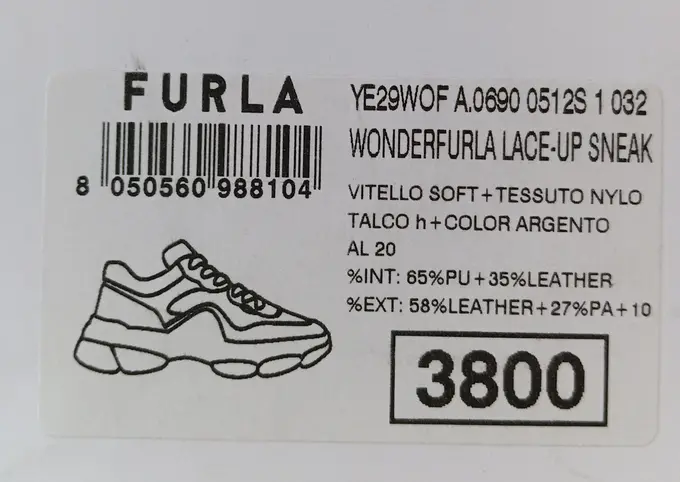 FURLA
8 050560 988104
YE29WOF A.0690 0512S 1 032
WONDERFURLA LACE-UP SNEAK
VITELLO SOFT+TESSUTO NYLO
TALCO h+COLOR ARGENTO
AL 20
%INT: 65%PU+35%LEATHER
%EXT: 58%LEATHER+27%PA+10
3800